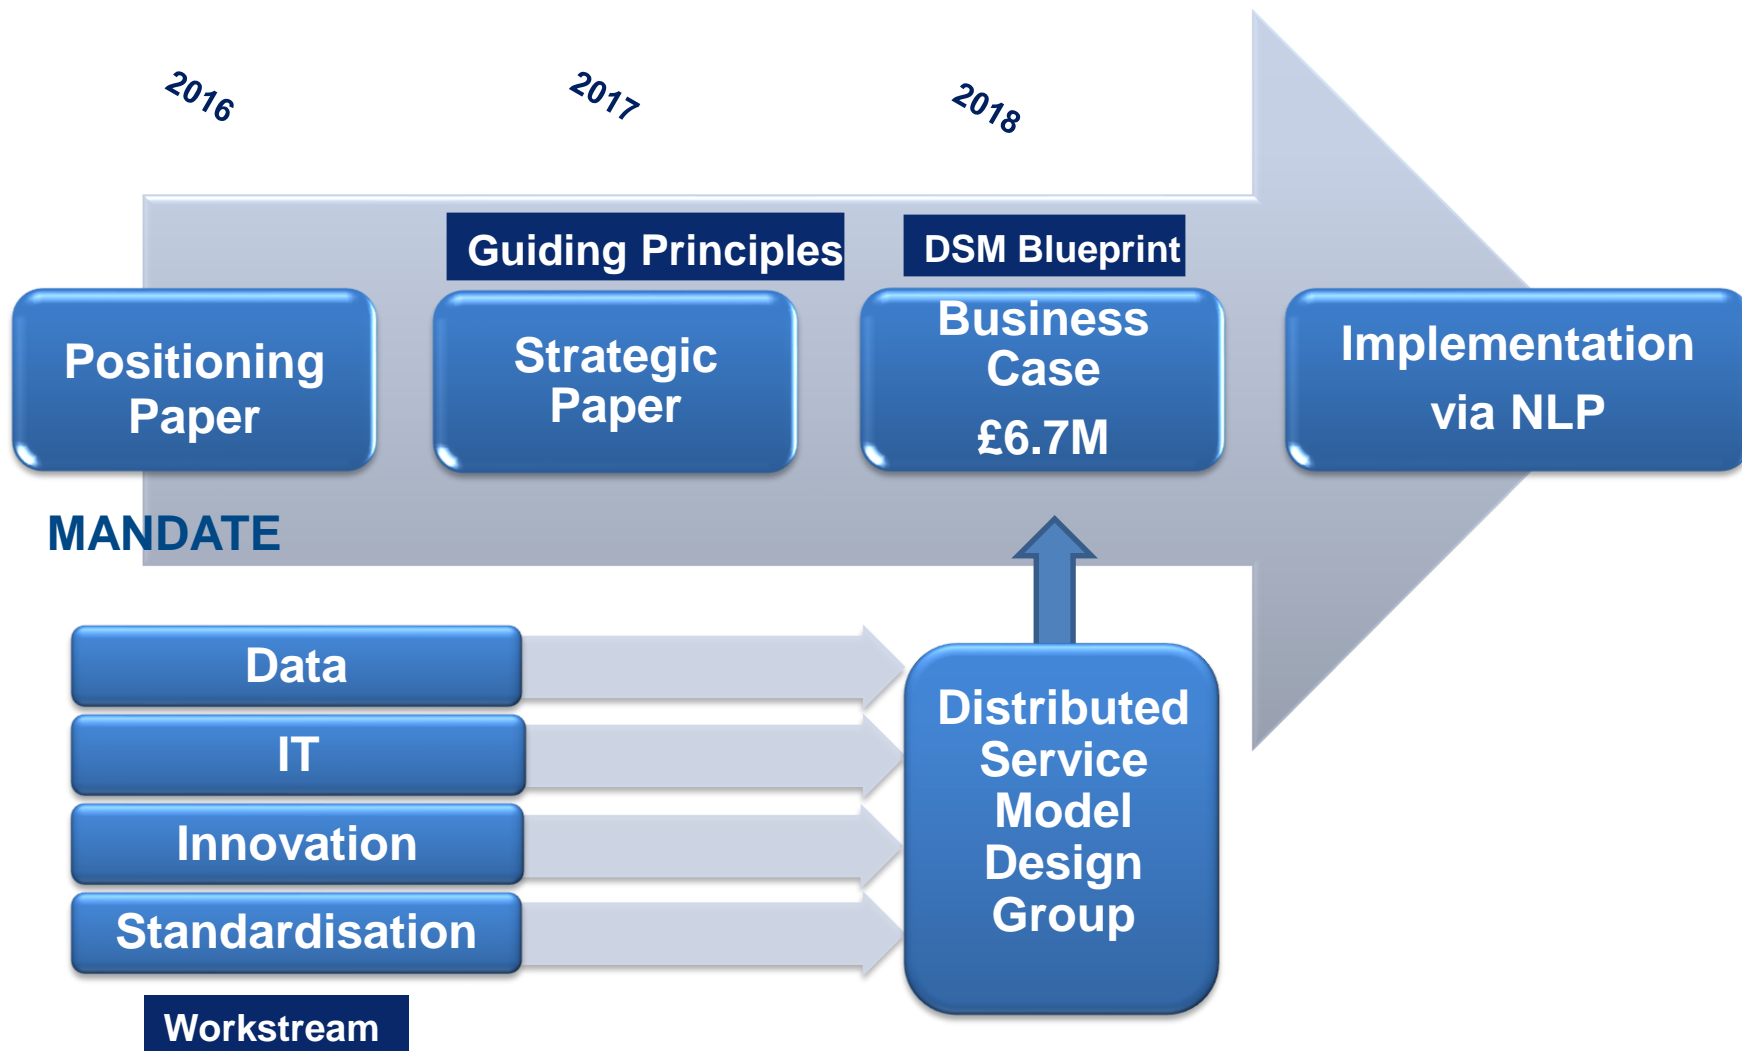 2016
2017
2018
Guiding Principles
DSM Blueprint
Positioning
Paper
Strategic
Paper
Business
Case
£6.7M
Implementation
via NLP
MANDATE
Data
IT
Innovation
Standardisation
Distributed
Service
Model
Design
Group
Workstream